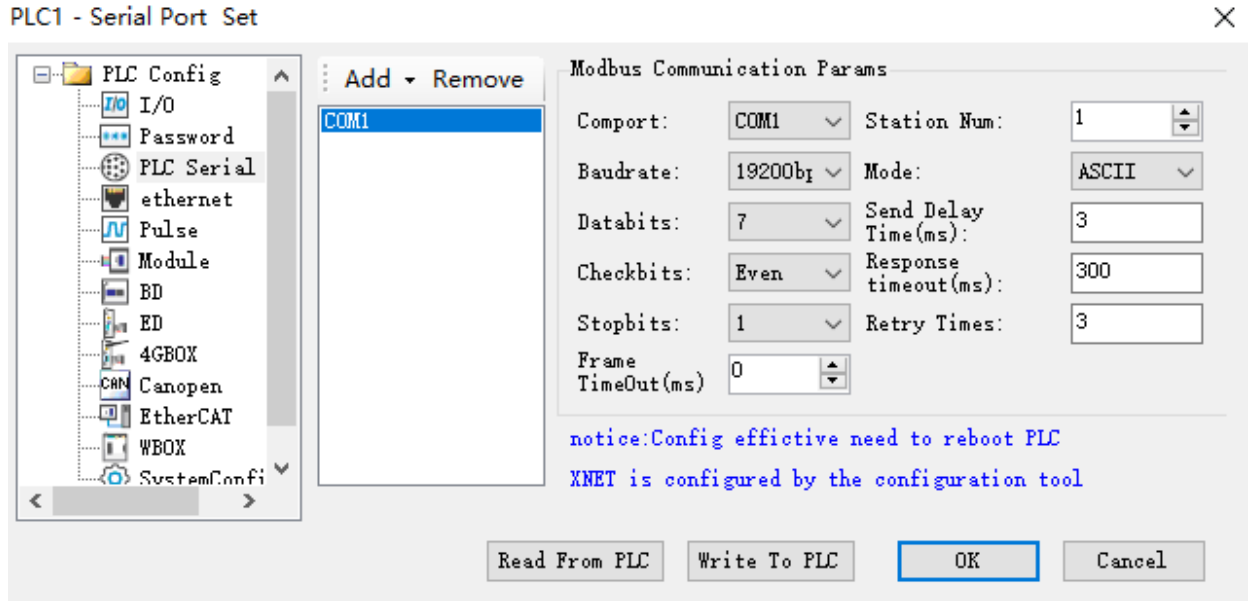 PLC1 - Serial Port Set
PLC Config
I/O
Password
PLC Serial
ethernet
Pulse
Module
BD
ED
4GBOX
CAN Canopen
EtherCAT
WBOX
SystemConfi
Add Remove
COM1
Modbus Communication Params
Comport: COM1 Station Num: 1
Baudrate: 19200bp Mode: ASCII
Databits: 7 Send Delay Time(ms): 3
Checkbits: Even Response timeout(ms): 300
Stopbits: 1 Retry Times: 3
Frame TimeOut(ms) 0
notice:Config effictive need to reboot PLC
XNET is configured by the configuration tool
Read From PLC Write To PLC OK Cancel